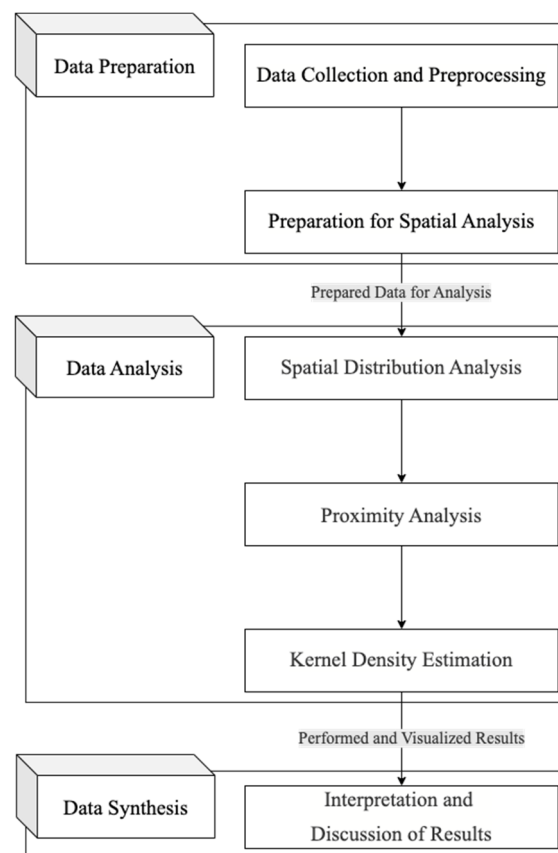 Data Preparation
Data Collection and Preprocessing
Preparation for Spatial Analysis
Prepared Data for Analysis
Data Analysis
Spatial Distribution Analysis
Proximity Analysis
Kernel Density Estimation
Performed and Visualized Results
Data Synthesis
Interpretation and
Discussion of Results